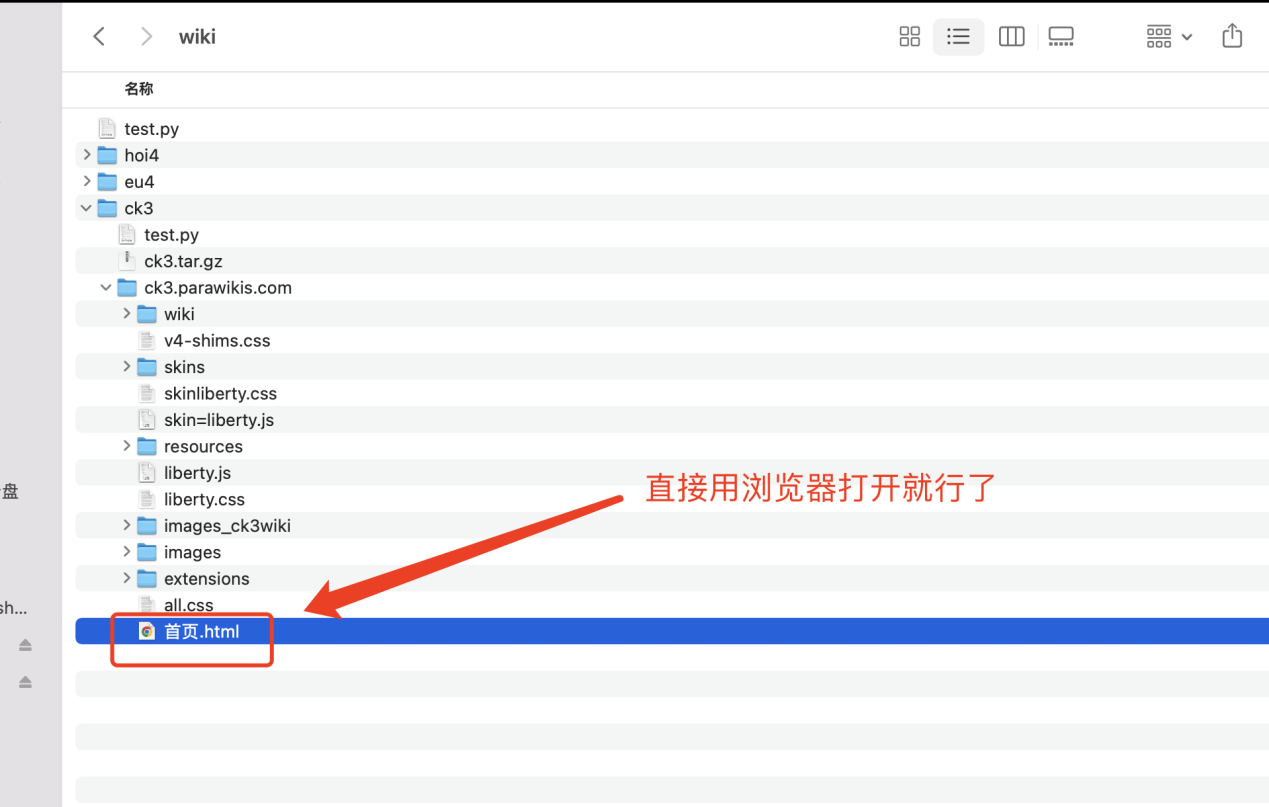 wiki
名称
test.py
hoi4
eu4
ck3
test.py
ck3.tar.gz
ck3.parawikis.com
wiki
v4-shims.css
skins
skinliberty.css
skin=liberty.js
resources
liberty.js
盘
直接用浏览器打开就行了
liberty.css
images_ck3wiki
images
extensions
all.css
sh...
首页.html